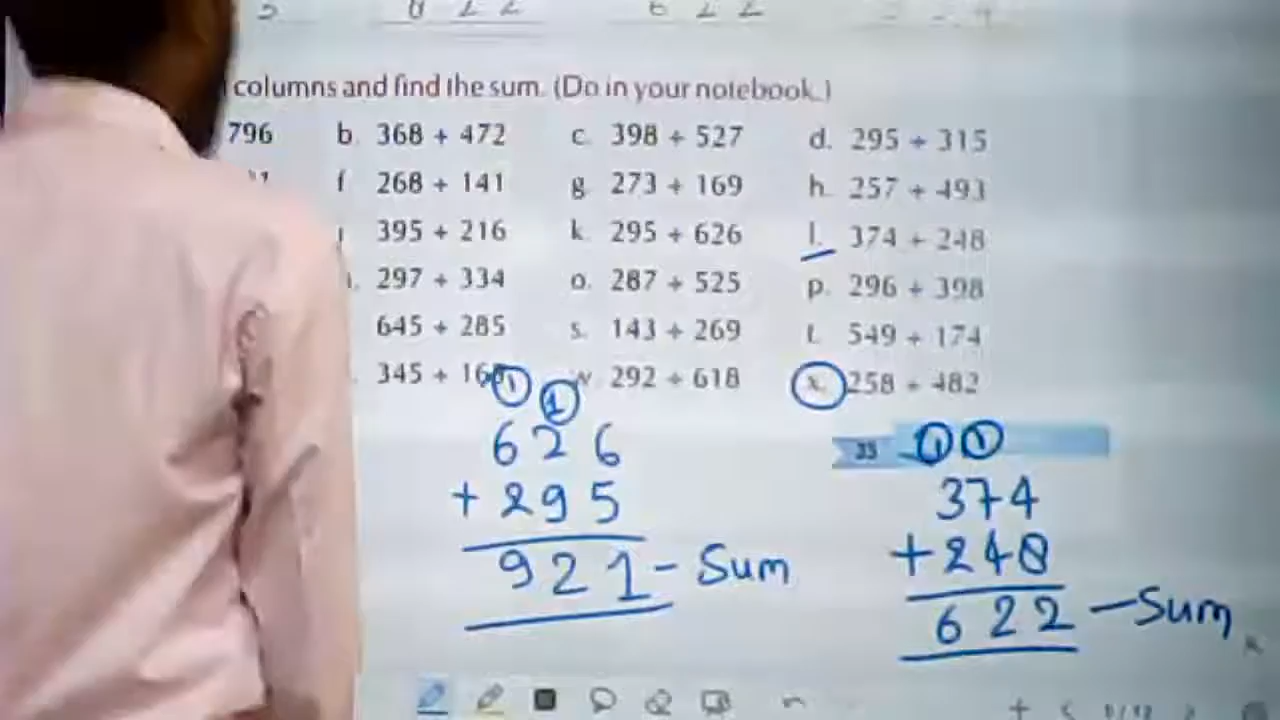 columns and find the sum. (Do in your notebook.)
796 b. 368 + 472 c. 398 + 527 d. 295 + 315
f 268 + 141 g. 273 + 169 h. 257 + 493
395 + 216 k. 295 + 626 l. 374 + 248
297 + 334 o. 287 + 525 p. 296 + 398
645 + 285 s. 143 + 269 t. 549 + 174
345 + w. 292 + 618 x. 258 + 482
1 1
626
+ 295
921 - Sum
35
1 1
374
+ 248
622 - Sum